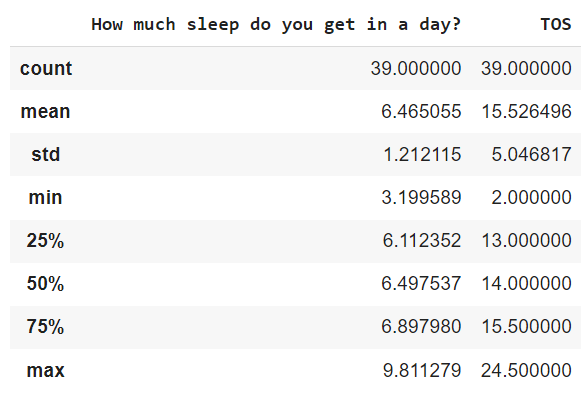 How much sleep do you get in a day? TOS
count 39.000000 39.000000
mean 6.465055 15.526496
std 1.212115 5.046817
min 3.199589 2.000000
25% 6.112352 13.000000
50% 6.497537 14.000000
75% 6.897980 15.500000
max 9.811279 24.500000